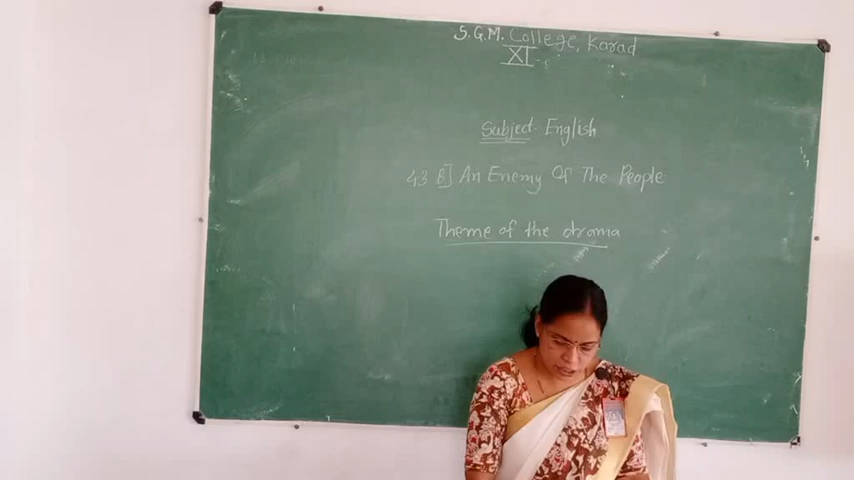 S.G.M. College, Karad
XI
Subject - English
4.3 B] An Enemy Of The People
Theme of the drama